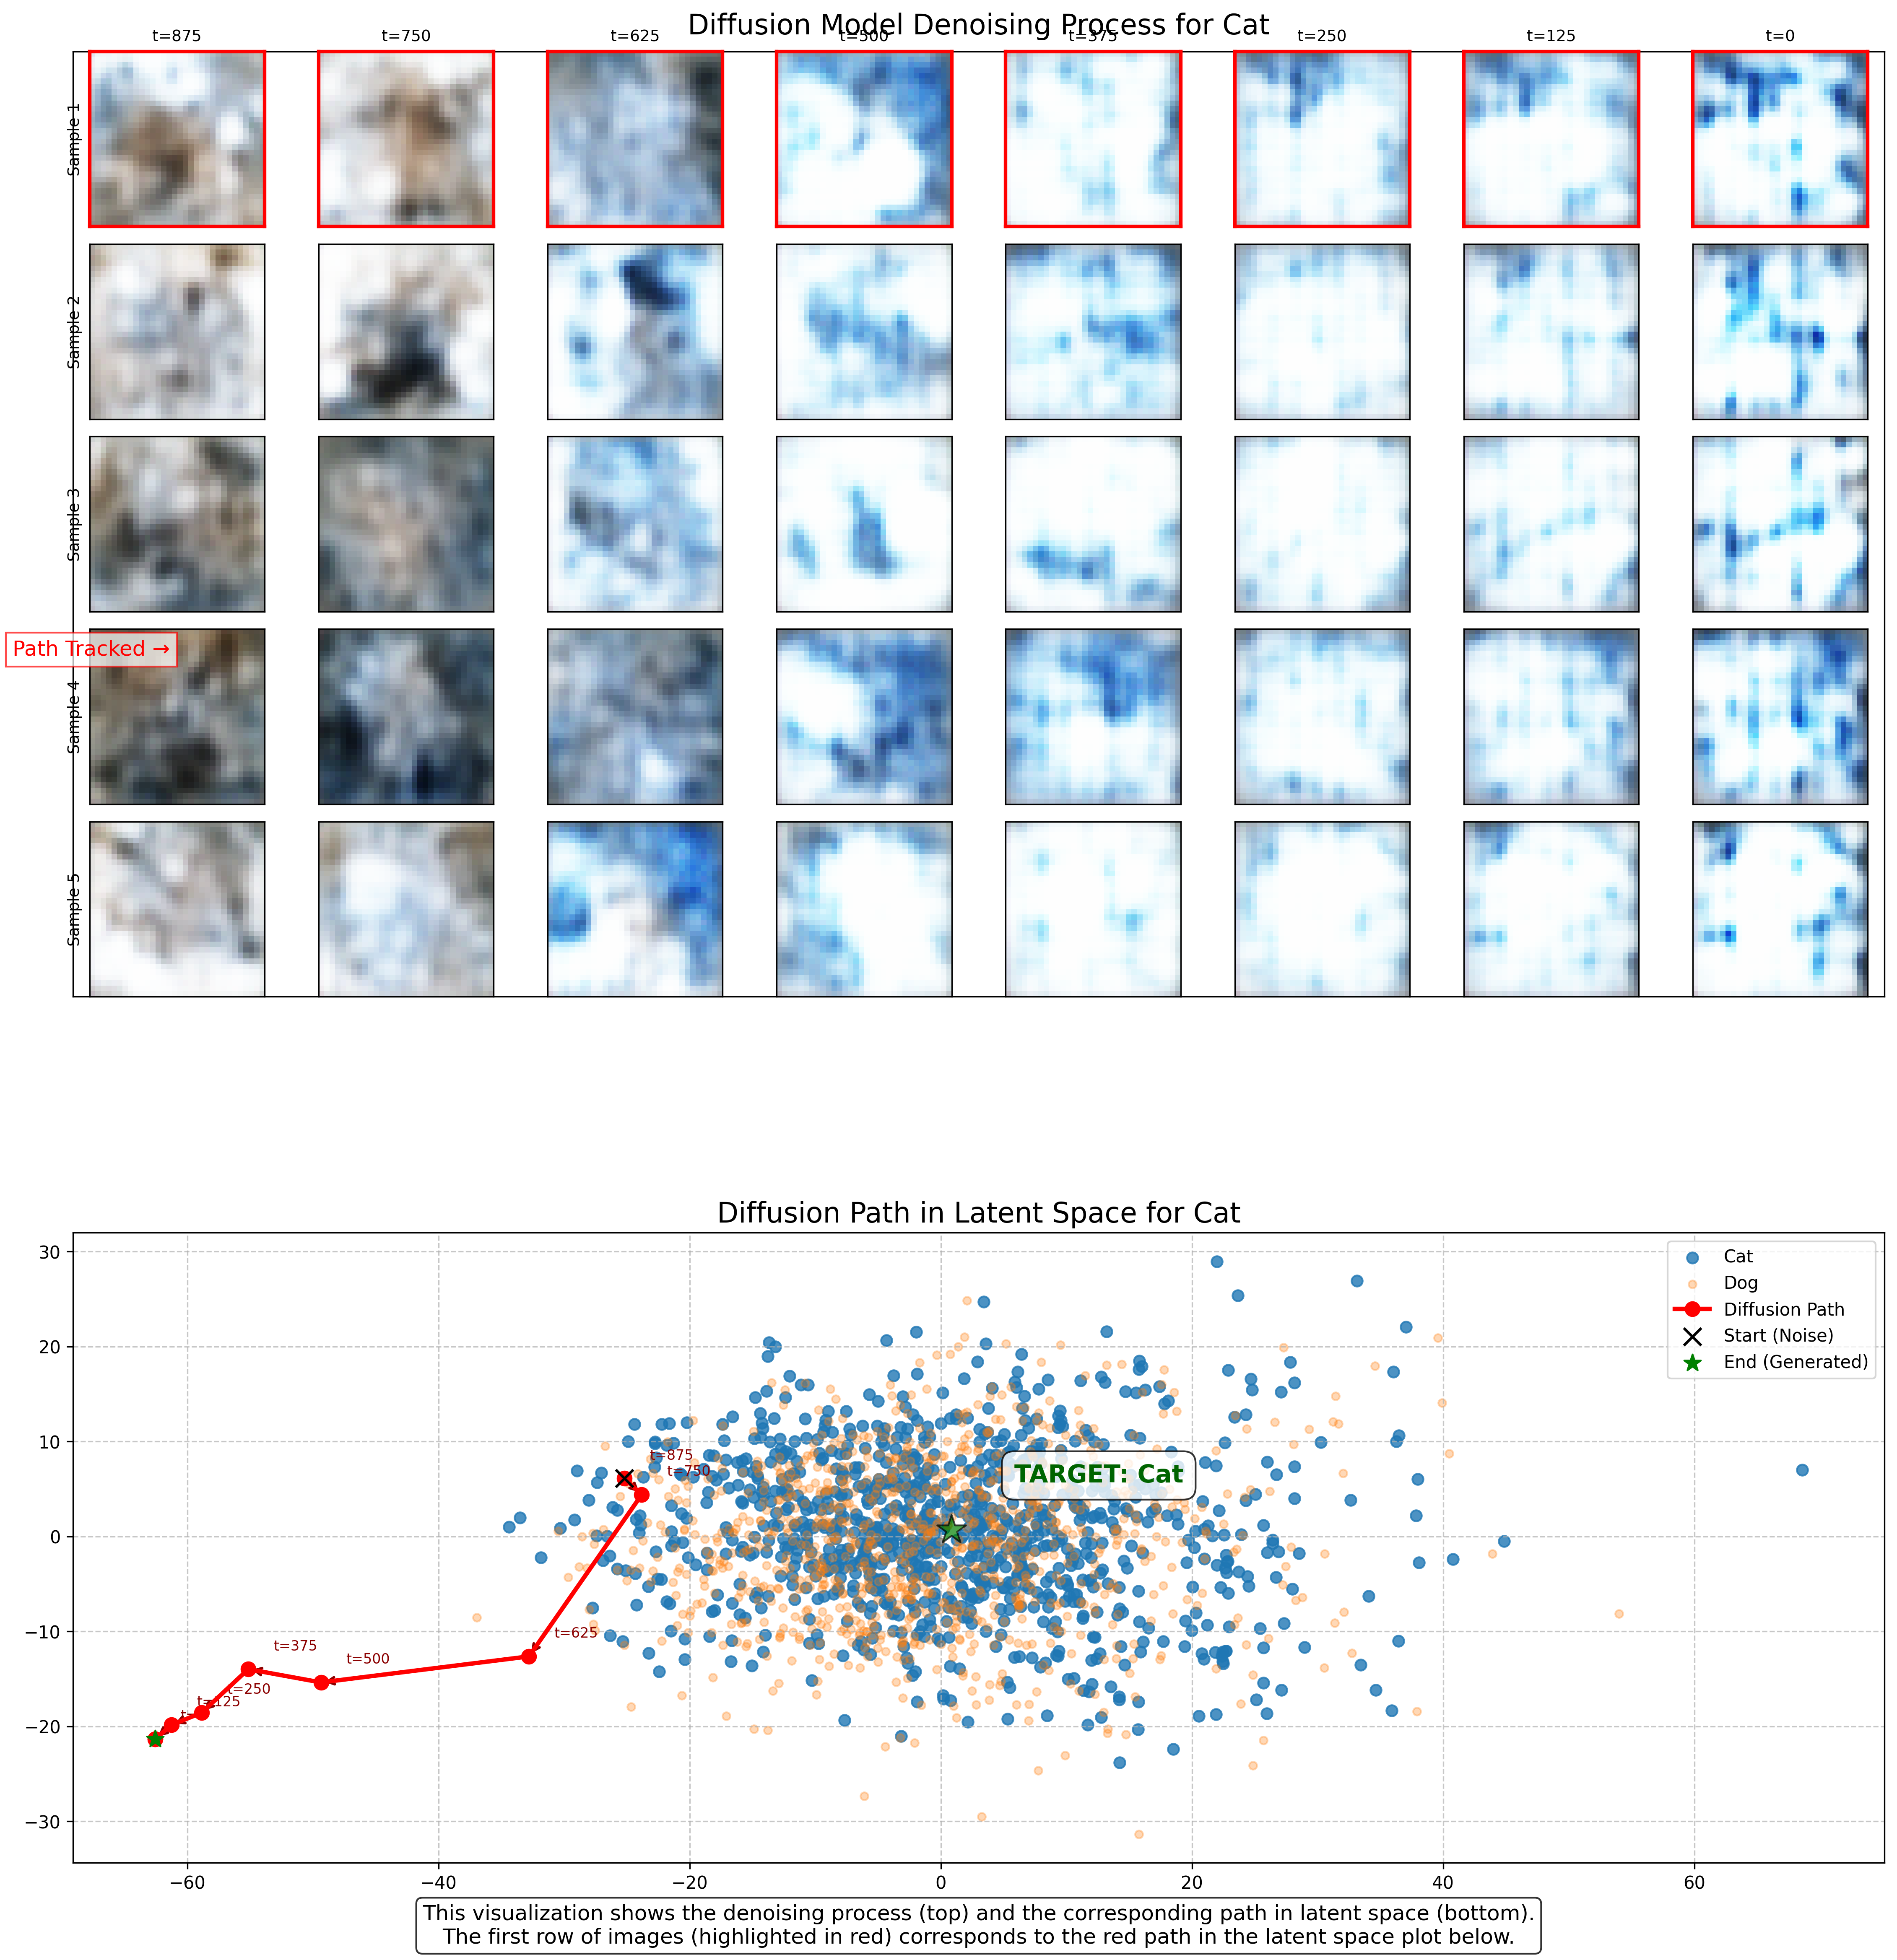 Diffusion Model Denoising Process for Cat
t=875
t=750
t=625
t=500
t=375
t=250
t=125
t=0
Sample 1
Sample 2
Sample 3
Path Tracked →
Sample 4
Sample 5
Diffusion Path in Latent Space for Cat
30
20
10
0
−10
−20
−30
Cat
Dog
Diffusion Path
Start (Noise)
End (Generated)
t=875
t=750
TARGET: Cat
t=625
t=500
t=375
t=250
t=125
−60
−40
−20
0
20
40
60
This visualization shows the denoising process (top) and the corresponding path in latent space (bottom).
The first row of images (highlighted in red) corresponds to the red path in the latent space plot below.